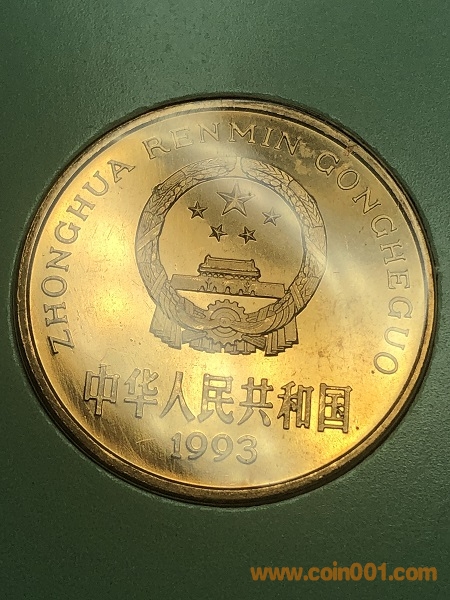 ZHONGHUA RENMIN GONGHEGUO
中华人民共和国
1993
www.coin001.com